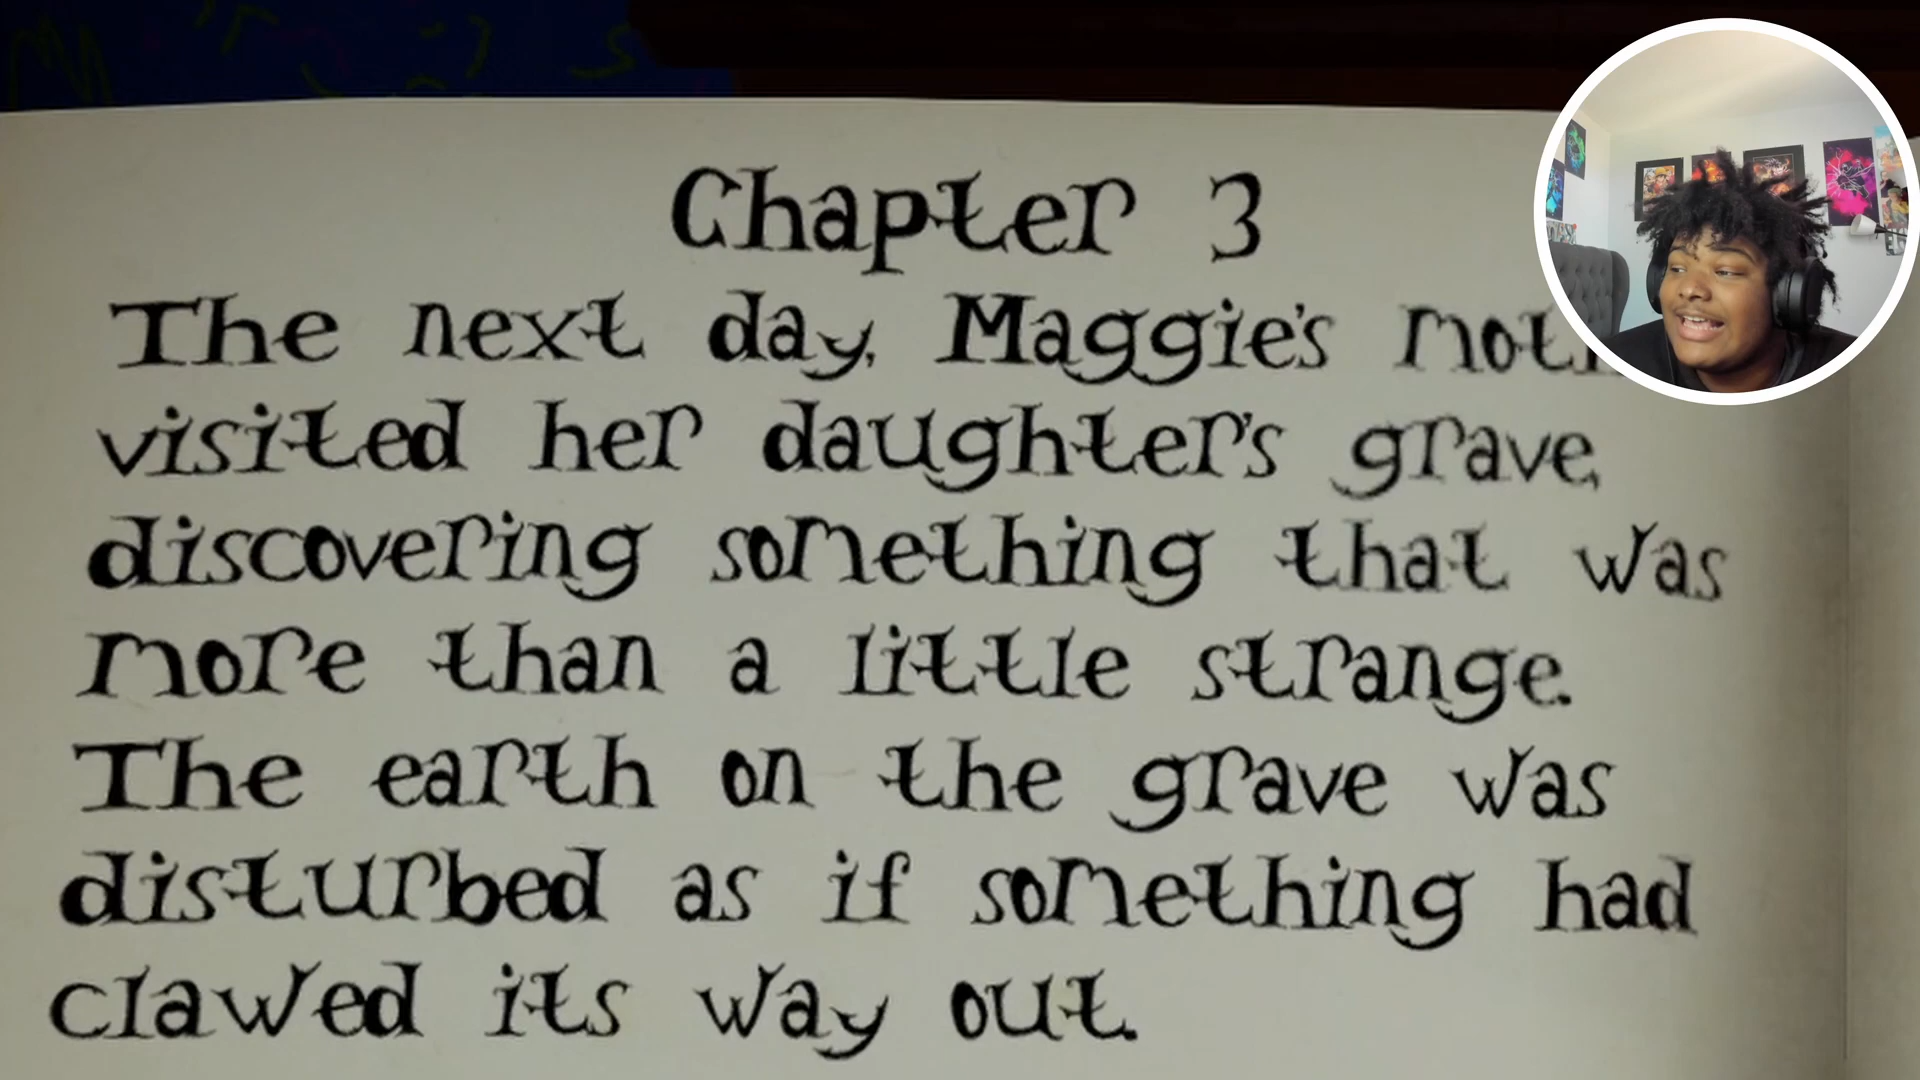 Chapter 3
The next day, Maggie's
visited her daughter's grave,
discovering something that was
more than a little strange.
The earth on the grave was
disturbed as if something had
clawed its way out.